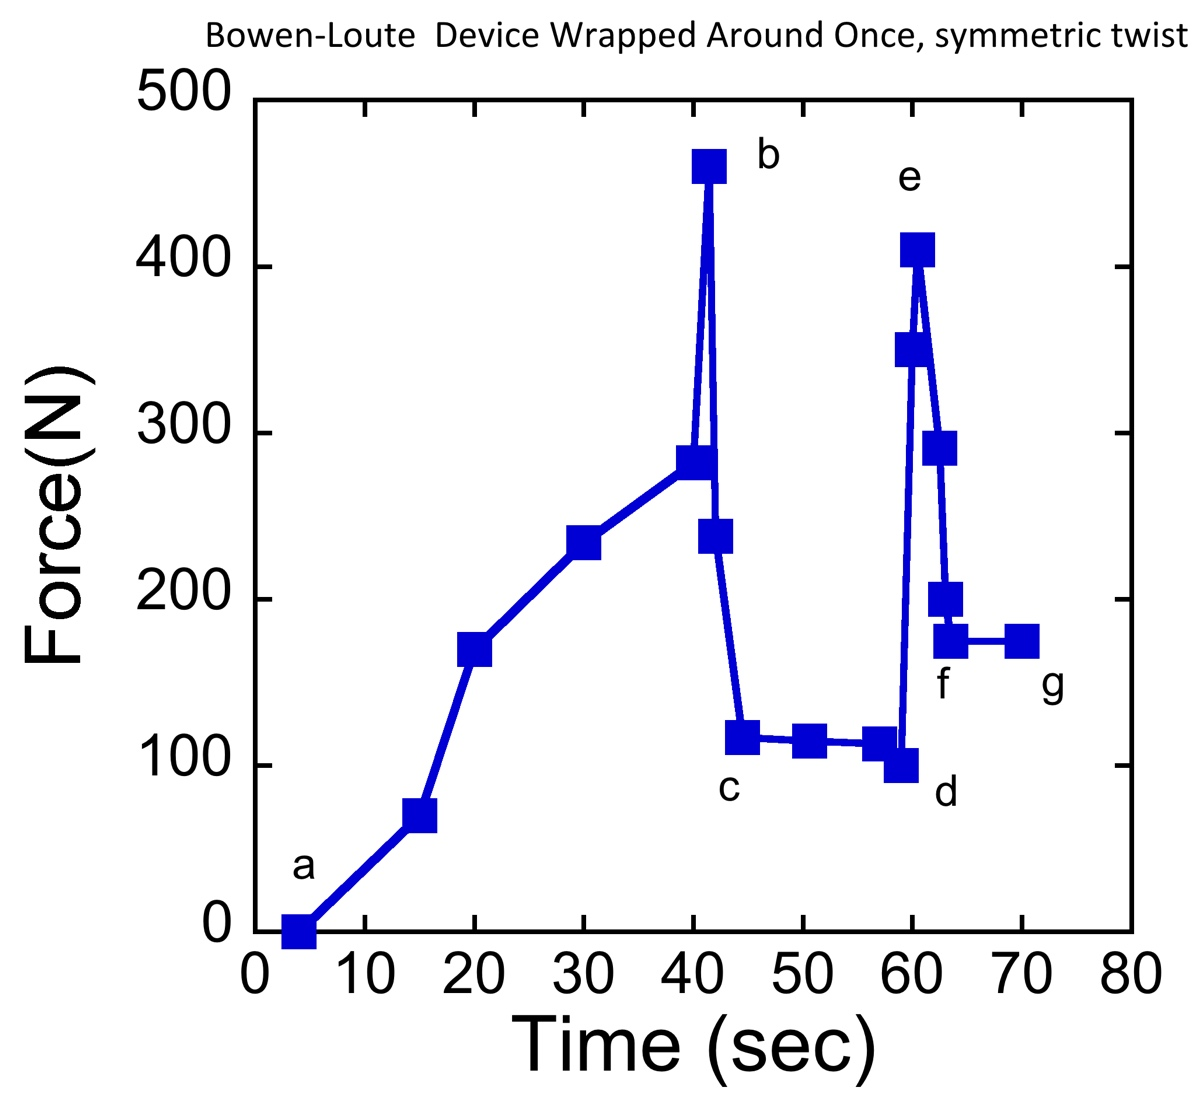 Bowen-Loute  Device Wrapped Around Once, symmetric twist
500
400
300
200
100
0
Force(N)
a
b
c
d
e
f
g
0 10 20 30 40 50 60 70 80
Time (sec)